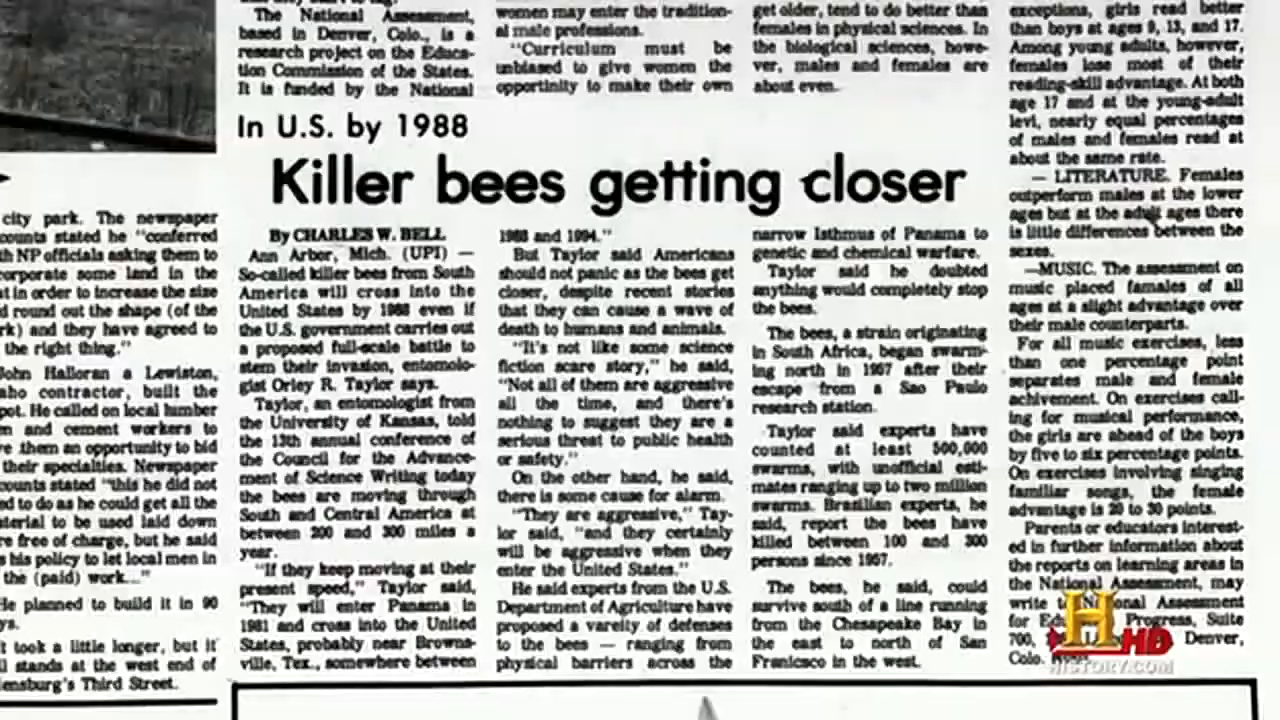 The National Assessment,
based in Denver, Colo., is a
research project on the Educa-
tion Commission of the States.
It is funded by the National
women may enter the tradition-
al male professions.
"Curriculum must be
unbiased to give women the
opportinity to make their own
get older, tend to do better than
females in physical sciences. In
the biological sciences, howe-
ver, males and females are
about even.
exceptions, girls read better
than boys at ages 9, 13, and 17.
Among young adults, however,
females lose most of their
reading-skill advantage. At both
age 17 and at the young-adult
levl, nearly equal percentages
of males and females read at
about the same rate.
— LITERATURE. Females
outperform males at the lower
ages but at the adult ages there
is little differences between the
sexes.
—MUSIC. The assessment on
music placed famales of all
ages at a slight advantage over
their male counterparts.
For all music exercises, less
than one percentage point
separates male and female
achivement. On exercises call-
ing for musical performance,
the girls are ahead of the boys
by five to six percentage points.
On exercises involving singing
familiar songs, the female
advantage is 20 to 30 points.
Parents or educators interest-
ed in further information about
the reports on learning areas in
the National Assessment, may
write to National Assessment
for Progress, Suite
700, Denver,
Colo.
city park. The newspaper
counts stated he "conferred
th NP officials asking them to
corporate some land in the
at in order to increase the size
d round out the shape (of the
rk) and they have agreed to
the right thing."
John Halloran a Lewiston,
aho contractor, built the
pot. He called on local lumber
m and cement workers to
ve them an opportunity to bid
their specialties. Newspaper
counts stated "this he did not
ed to do as he could get all the
aterial to be used laid down
re free of charge, but he said
s his policy to let local men in
the (paid) work..."
He planned to build it in 90
ys.
t took a little longer, but it
l stands at the west end of
lensburg's Third Street.
In U.S. by 1988
Killer bees getting closer
By CHARLES W. BELL
Ann Arbor, Mich. (UPI) —
So-called killer bees from South
America will cross into the
United States by 1988 even if
the U.S. government carries out
a proposed full-scale battle to
stem their invasion, entomolo-
gist Orley R. Taylor says.
Taylor, an entomologist from
the University of Kansas, told
the 13th annual conference of
the Council for the Advance-
ment of Science Writing today
the bees are moving through
South and Central America at
between 200 and 300 miles a
year.
"If they keep moving at their
present speed," Taylor said,
"They will enter Panama in
1981 and cross into the United
States, probably near Browns-
ville, Tex., somewhere between
1988 and 1994."
But Taylor said Americans
should not panic as the bees get
closer, despite recent stories
that they can cause a wave of
death to humans and animals.
"It's not like some science
fiction scare story," he said,
"Not all of them are aggressive
all the time, and there's
nothing to suggest they are a
serious threat to public health
or safety."
On the other hand, he said,
there is some cause for alarm.
"They are aggressive," Tay-
lor said, "and they certainly
will be aggressive when they
enter the United States."
He said experts from the U.S.
Department of Agriculture have
proposed a vareity of defenses
to the bees — ranging from
physical barriers across the
narrow Isthmus of Panama to
genetic and chemical warfare.
Taylor said he doubted
anything would completely stop
the bees.
The bees, a strain originating
in South Africa, began swarm-
ing north in 1957 after their
escape from a Sao Paulo
research station.
Taylor said experts have
counted at least 500,000
swarms, with unofficial esti-
mates ranging up to two million
swarms. Brazilian experts, he
said, report the bees have
killed between 100 and 300
persons since 1957.
The bees, he said, could
survive south of a line running
from the Chesapeake Bay in
the east to north of San
Francisco in the west.
H HD
HISTORY.COM